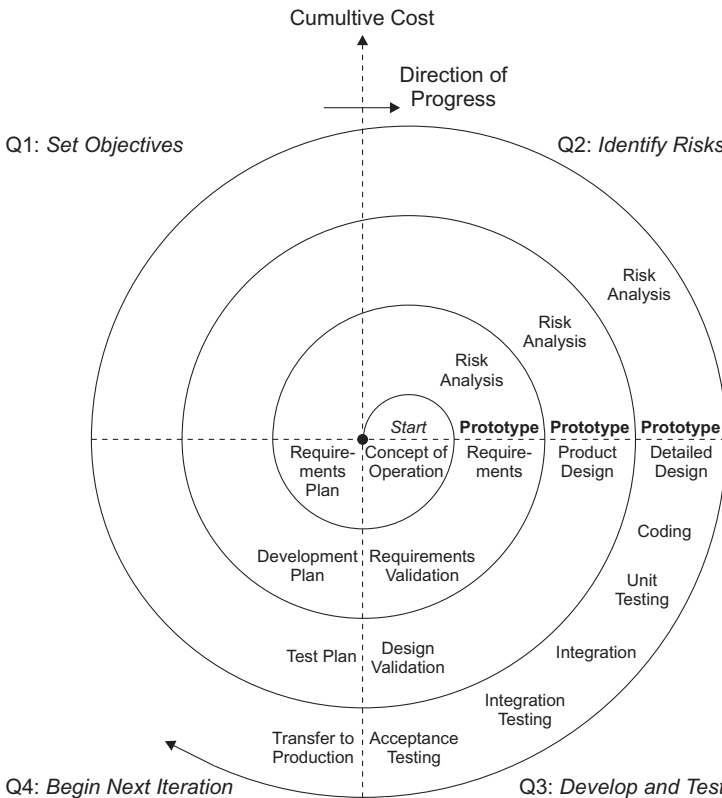 Cumultive Cost
Direction of
Progress
Q1: Set Objectives
Q2: Identify Risks
Risk
Analysis
Risk
Analysis
Risk
Analysis
Start
Prototype
Prototype
Prototype
Require-
ments
Plan
Concept of
Operation
Require-
ments
Product
Design
Detailed
Design
Coding
Development
Plan
Requirements
Validation
Unit
Testing
Test Plan
Design
Validation
Integration
Integration
Testing
Transfer to
Production
Acceptance
Testing
Q4: Begin Next Iteration
Q3: Develop and Test